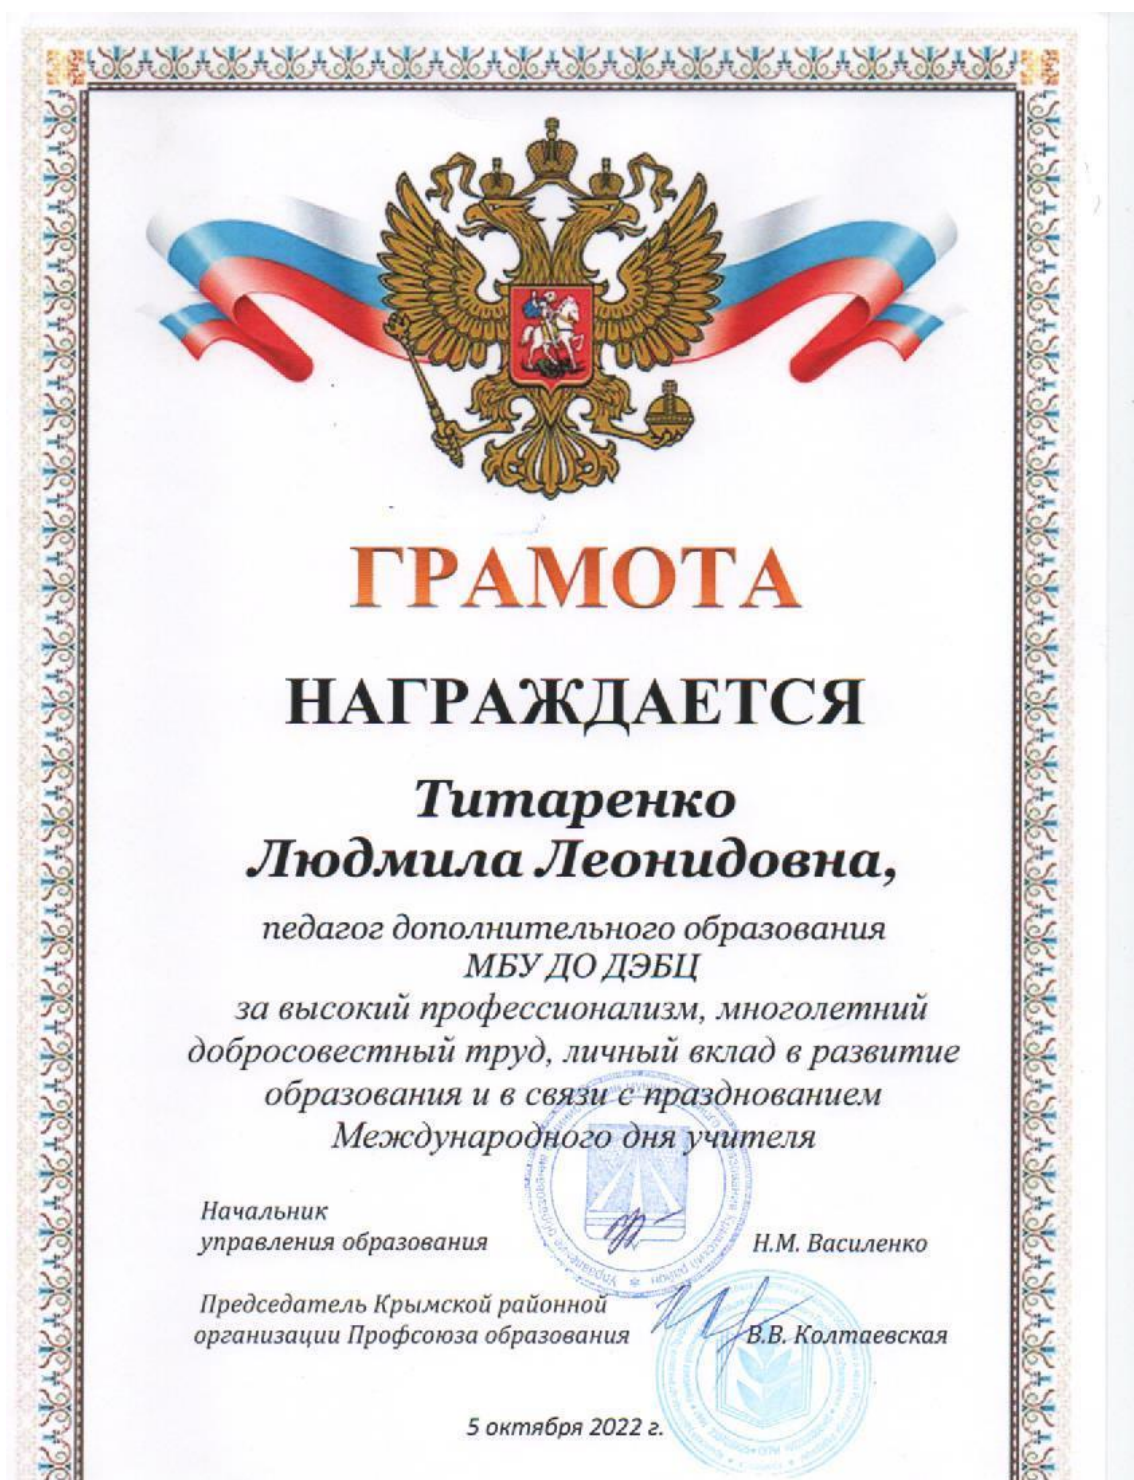 ГРАМОТА
НАГРАЖДАЕТСЯ
Титаренко
Людмила Леонидовна,
педагог дополнительного образования
МБУ ДО ДЭБЦ
за высокий профессионализм, многолетний
добросовестный труд, личный вклад в развитие
образования и в связи с празднованием
Международного дня учителя
Начальник
управления образования
Н.М. Василенко
Председатель Крымской районной
организации Профсоюза образования
В.В. Колтаевская
5 октября 2022 г.